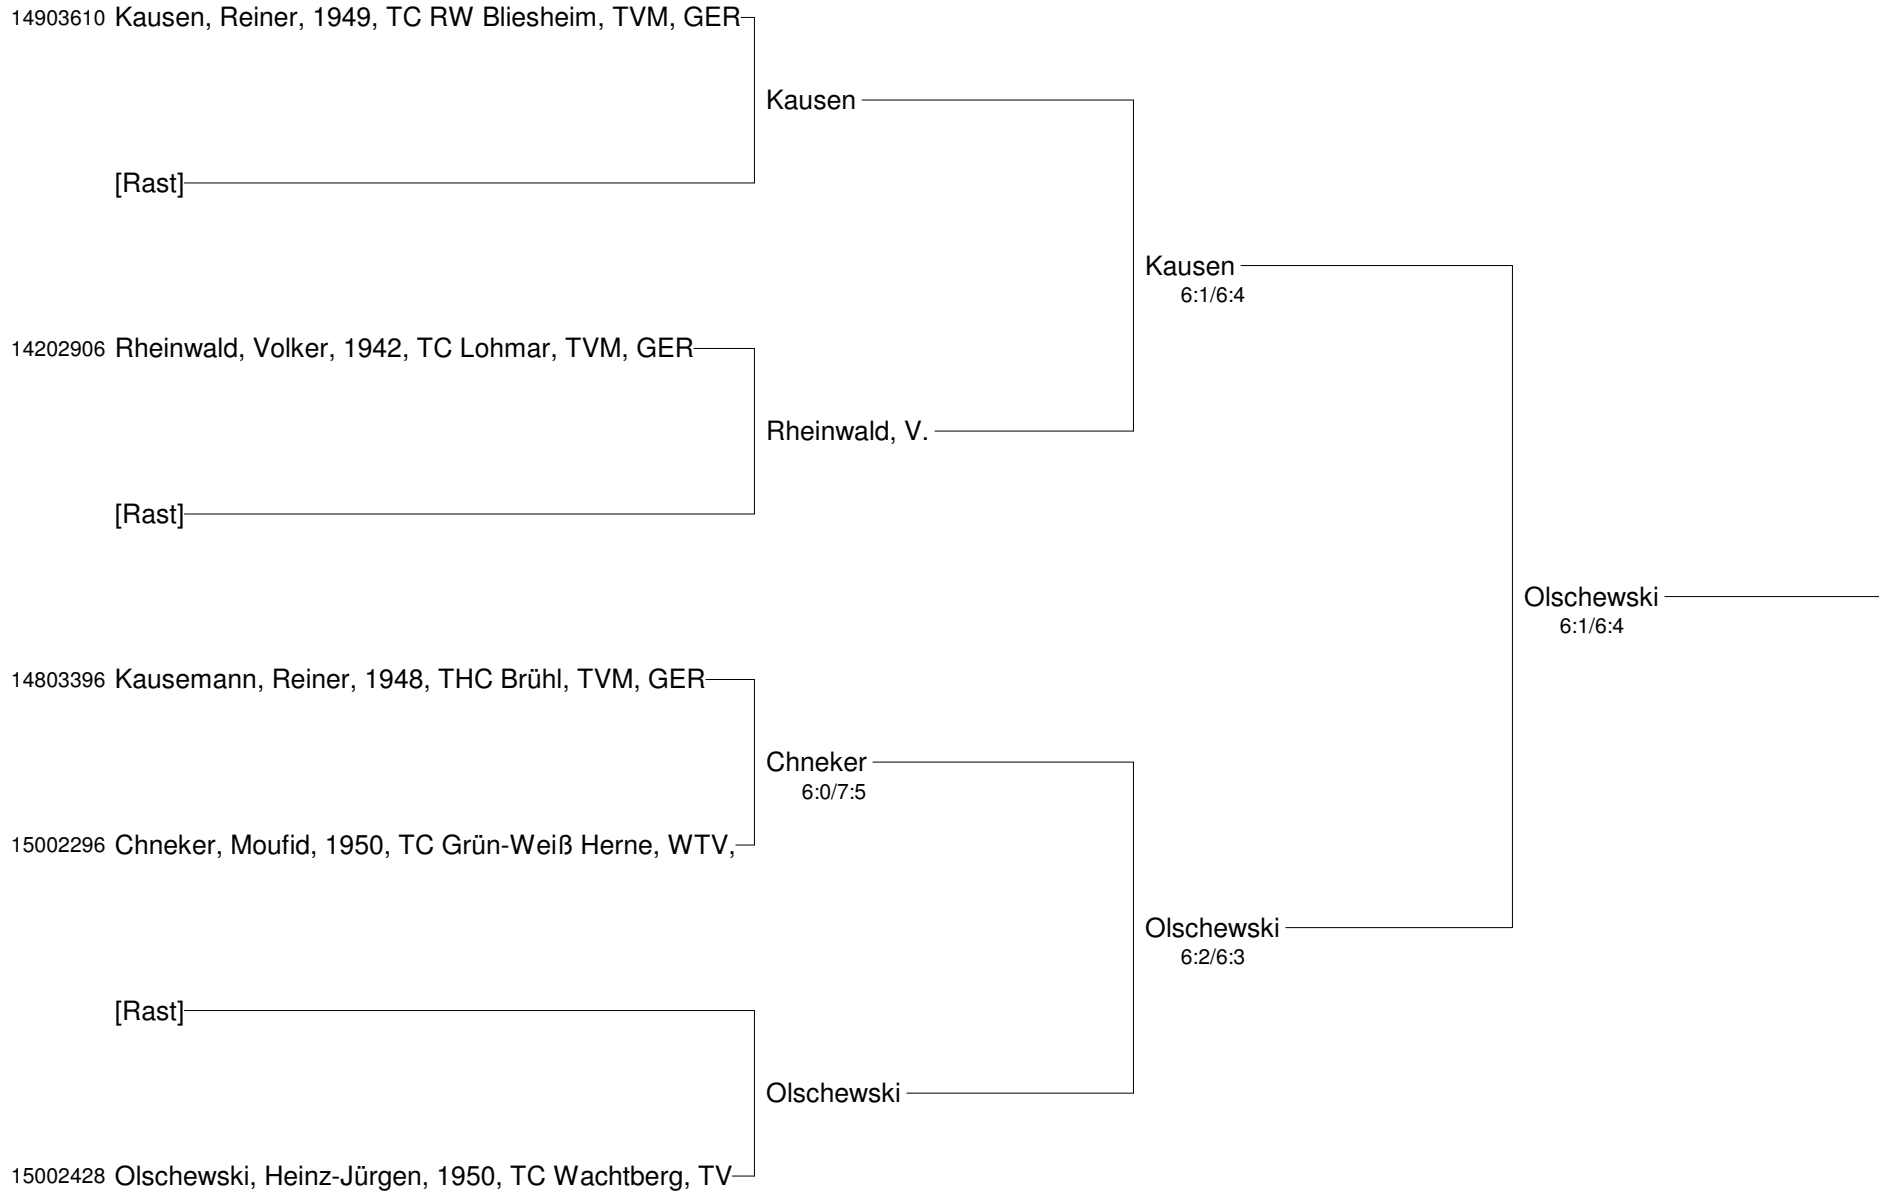 14903610 Kausen, Reiner, 1949, TC RW Bliesheim, TVM, GER
Kausen
[Rast]
Kausen
6:1/6:4
14202906 Rheinwald, Volker, 1942, TC Lohmar, TVM, GER
Rheinwald, V.
[Rast]
Olschewski
6:1/6:4
14803396 Kausemann, Reiner, 1948, THC Brühl, TVM, GER
Chneker
6:0/7:5
15002296 Chneker, Moufid, 1950, TC Grün-Weiß Herne, WTV,
Olschewski
6:2/6:3
[Rast]
Olschewski
15002428 Olschewski, Heinz-Jürgen, 1950, TC Wachtberg, TV